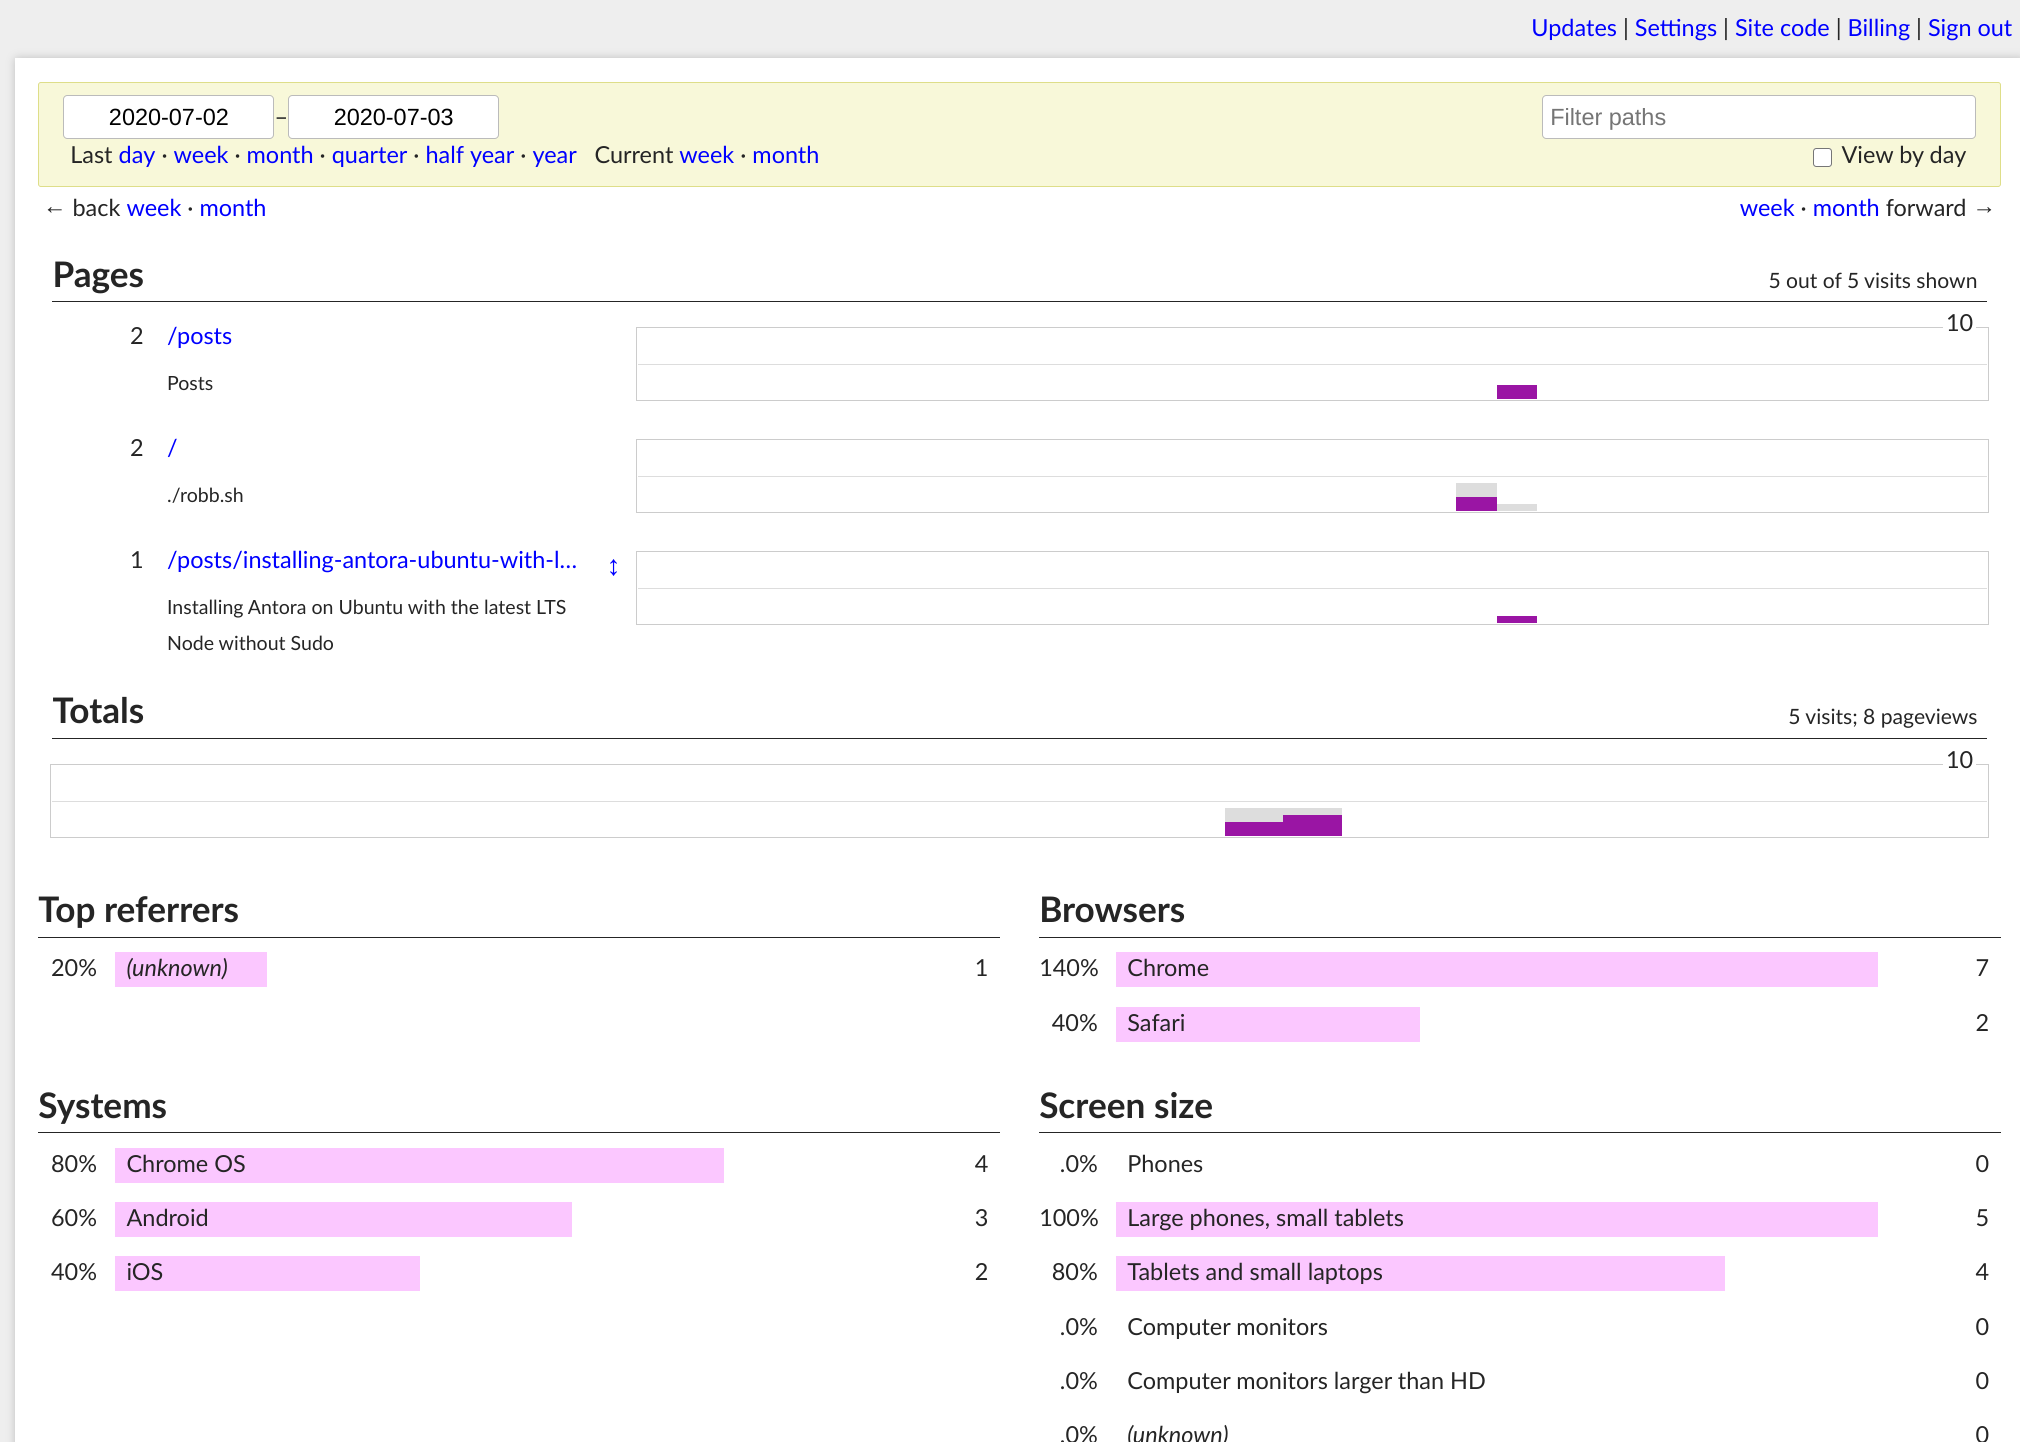 Updates | Settings | Site code | Billing | Sign out
2020-07-02 – 2020-07-03 Filter paths
Last day · week · month · quarter · half year · year Current week · month View by day
← back week · month week · month forward →
Pages 5 out of 5 visits shown
10
2 /posts
Posts
2 /
./robb.sh
1 /posts/installing-antora-ubuntu-with-l... ↕
Installing Antora on Ubuntu with the latest LTS
Node without Sudo
Totals 5 visits; 8 pageviews
10
Top referrers
20% (unknown) 1
Browsers
140% Chrome 7
40% Safari 2
Systems
80% Chrome OS 4
60% Android 3
40% iOS 2
Screen size
.0% Phones 0
100% Large phones, small tablets 5
80% Tablets and small laptops 4
.0% Computer monitors 0
.0% Computer monitors larger than HD 0
.0% (unknown) 0